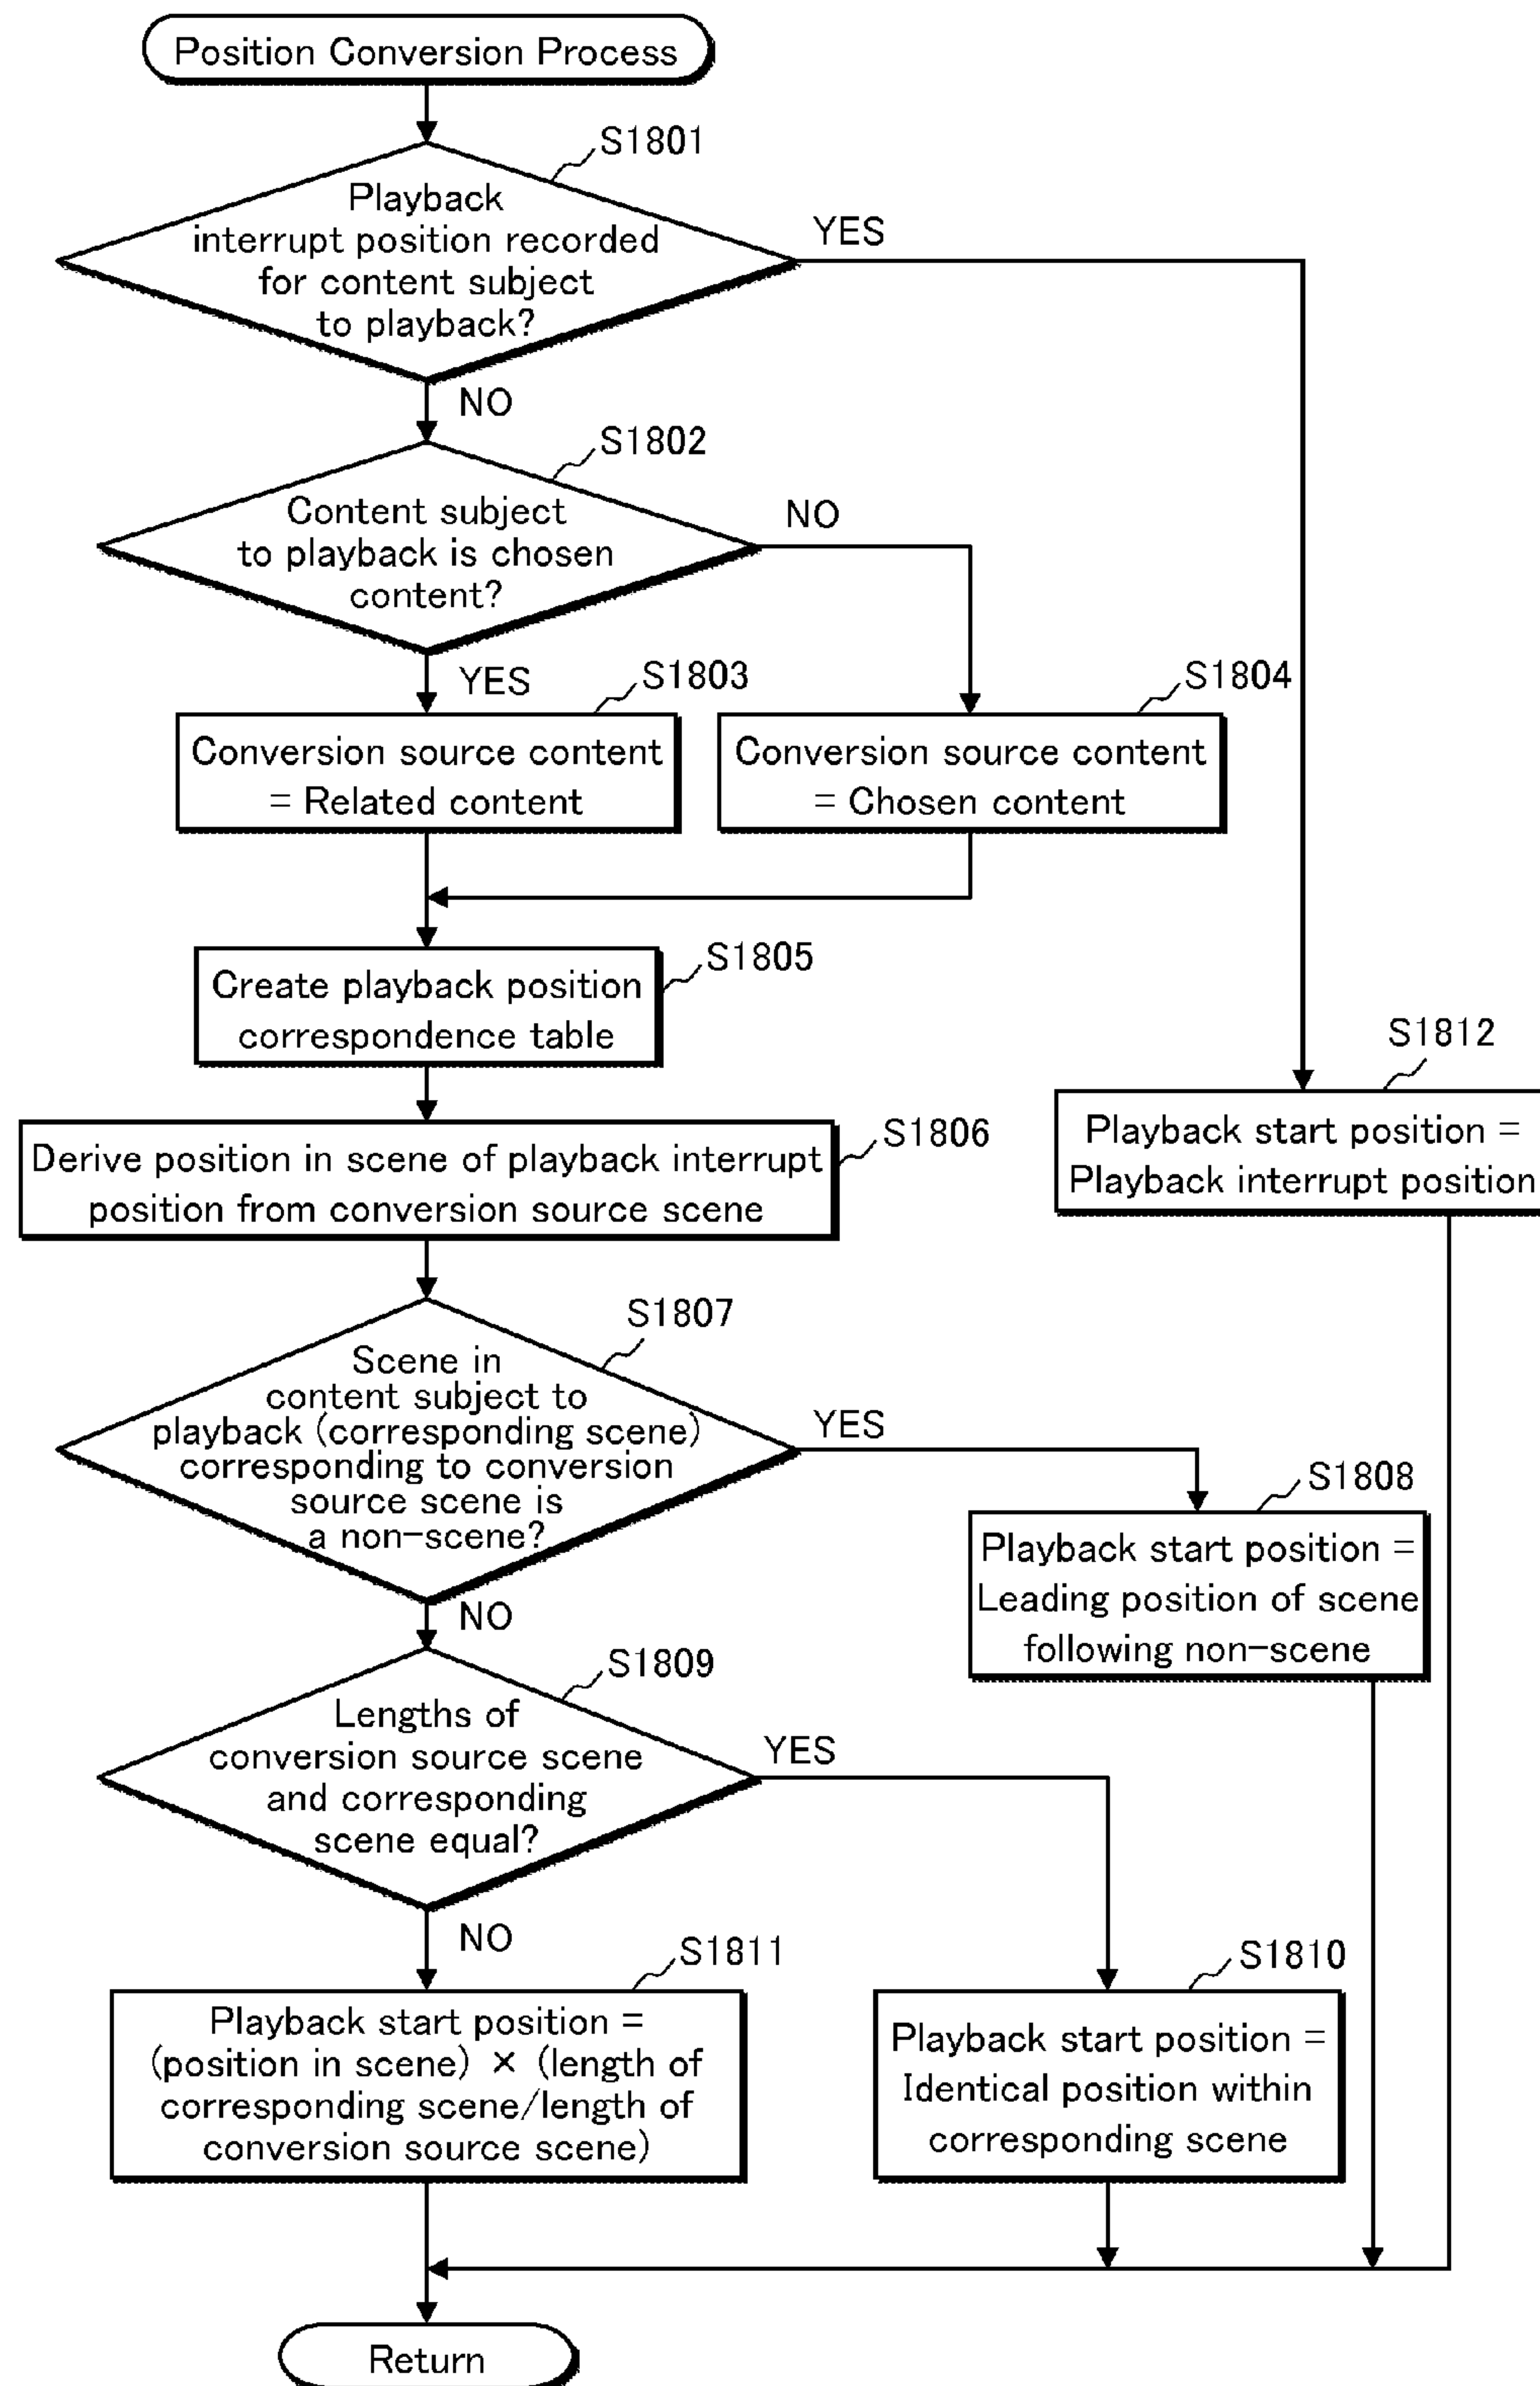 Position Conversion Process
S1801
Playback
interrupt position recorded
for content subject
to playback?
YES
NO
S1802
Content subject
to playback is chosen
content?
NO
YES
S1803
Conversion source content
= Related content
S1804
Conversion source content
= Chosen content
S1805
Create playback position
correspondence table
S1812
Playback start position =
Playback interrupt position
S1806
Derive position in scene of playback interrupt
position from conversion source scene
S1807
Scene in
content subject to
playback (corresponding scene)
corresponding to conversion
source scene is
a non-scene?
YES
NO
S1808
Playback start position =
Leading position of scene
following non-scene
S1809
Lengths of
conversion source scene
and corresponding
scene equal?
YES
NO
S1811
Playback start position =
(position in scene) × (length of
corresponding scene/length of
conversion source scene)
S1810
Playback start position =
Identical position within
corresponding scene
Return